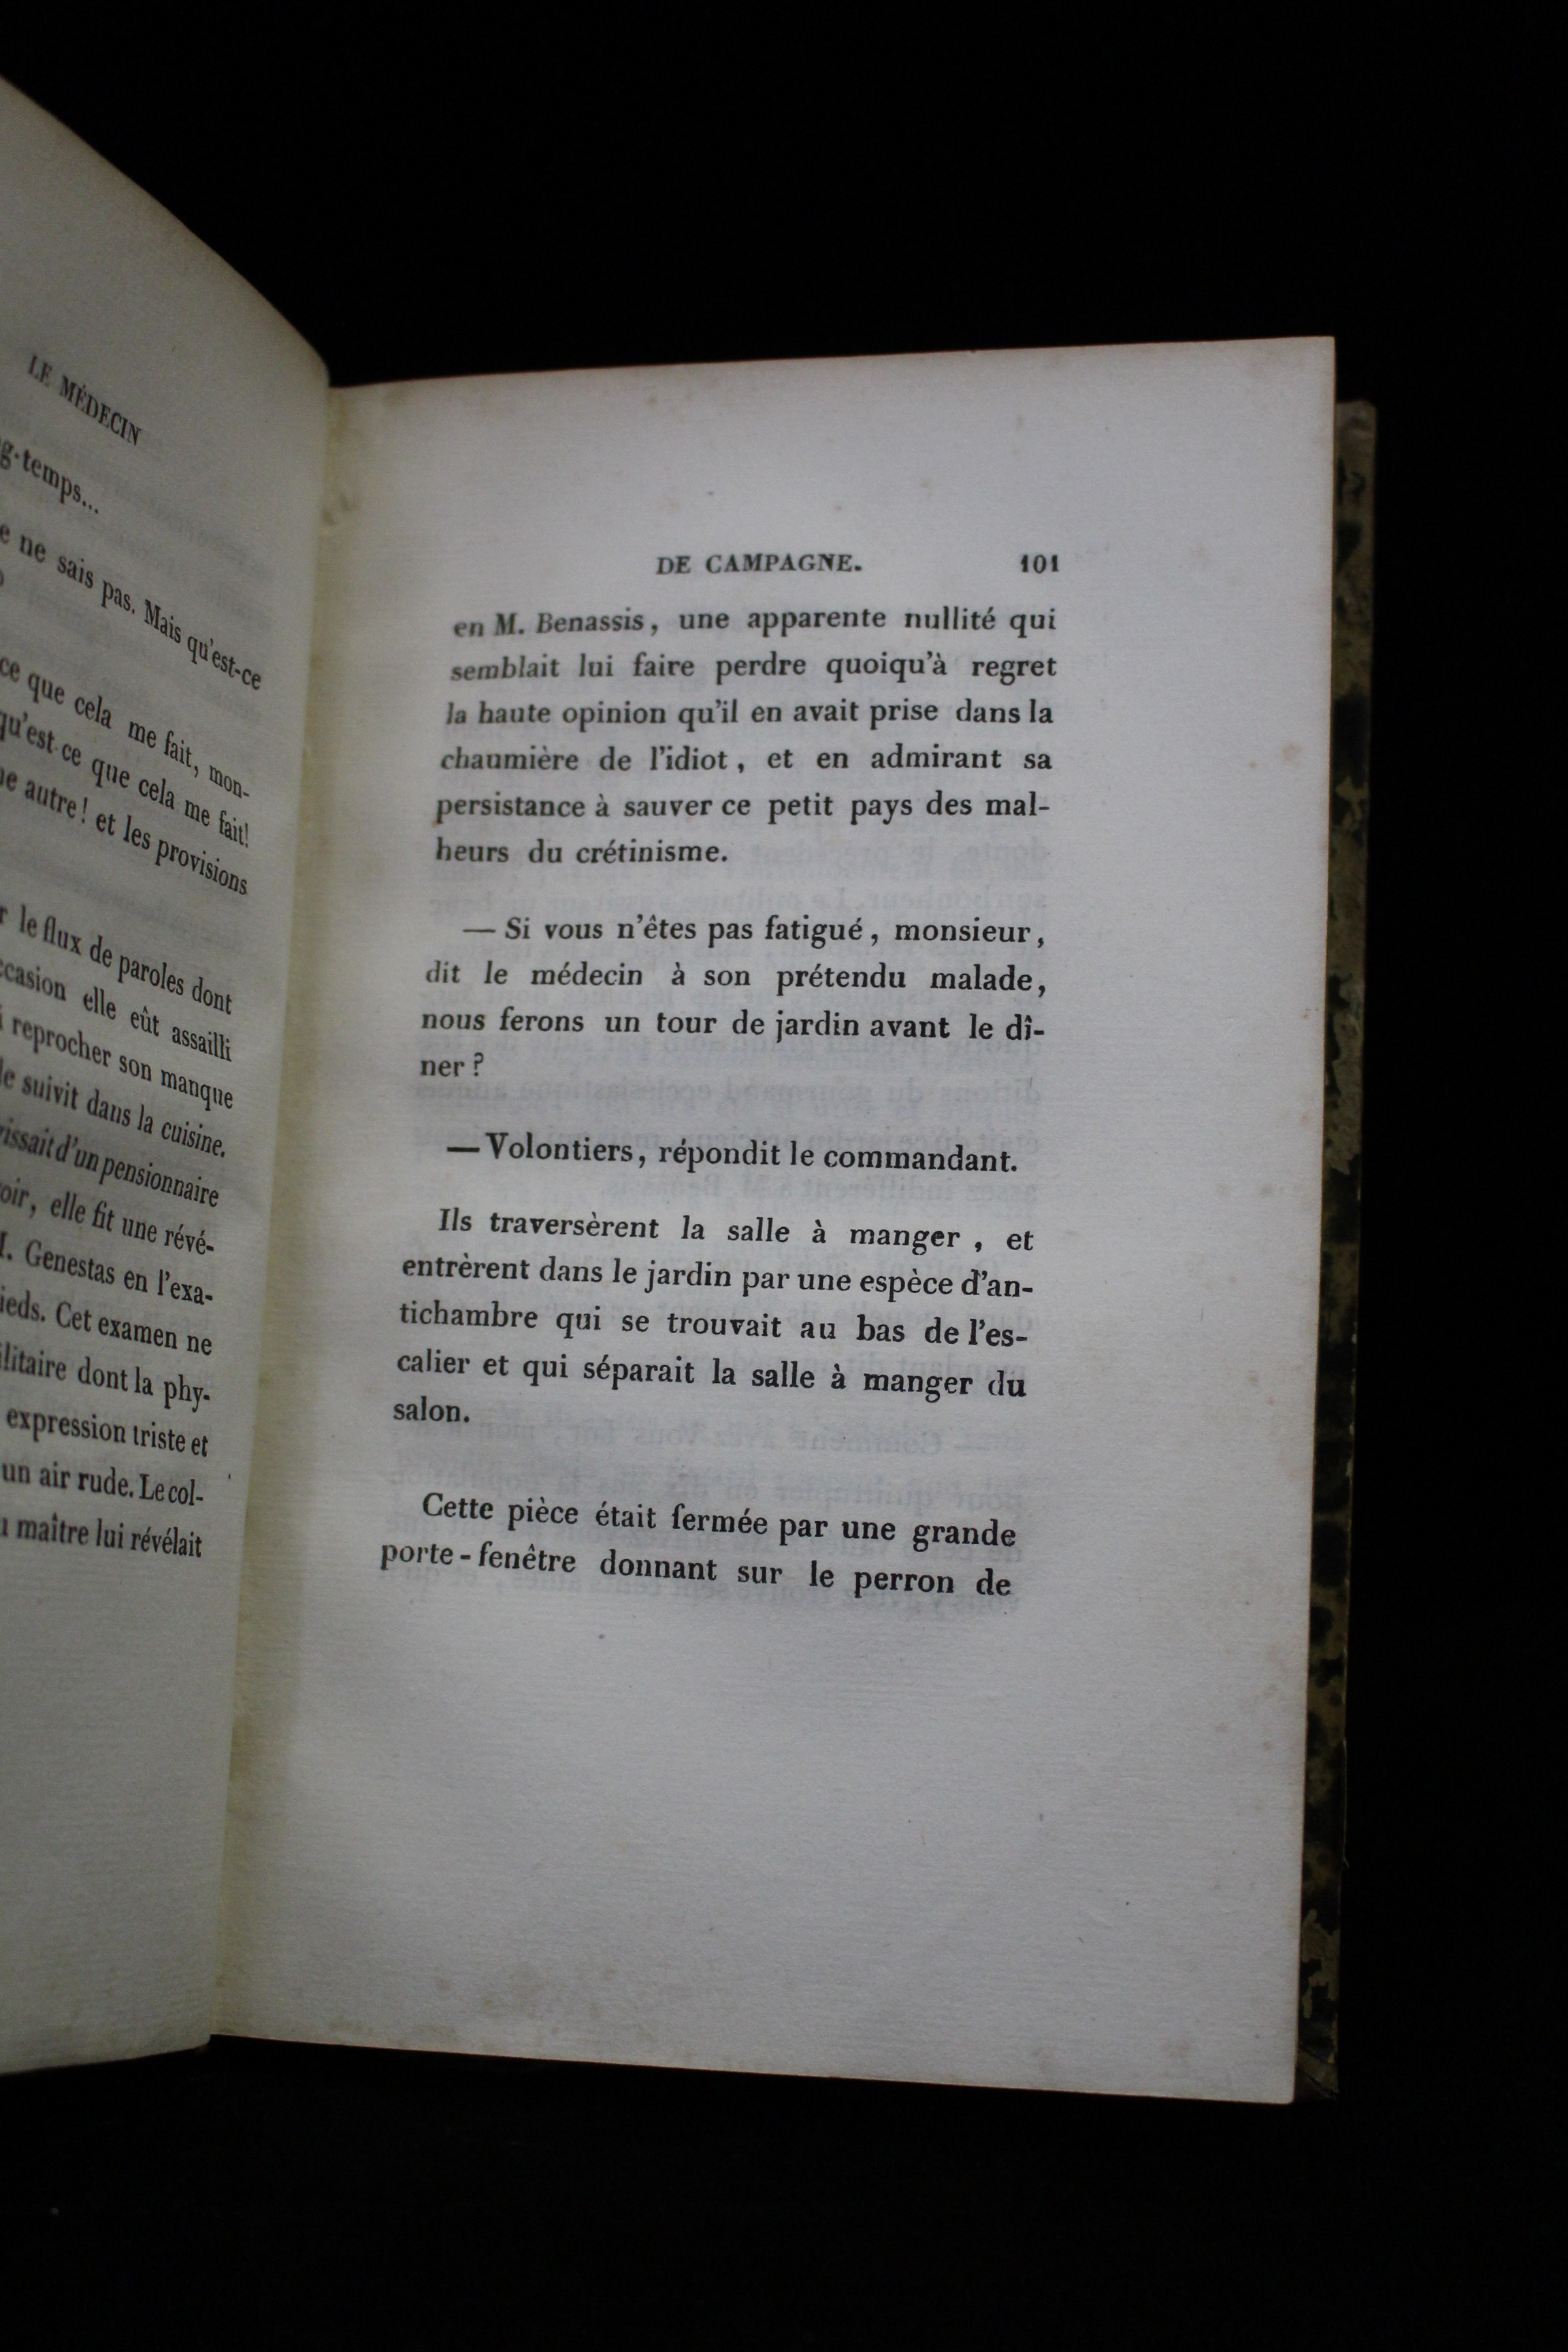 LE MÉDECIN
temps...
ne sais pas. Mais qu'est-ce
ce que cela me fait, mon-
qu'est-ce que cela me fait!
autre! et les provisions
le flux de paroles dont
elle eût assailli
reprocher son manque
suivit dans la cuisine.
d'un pensionnaire
elle fit une révé-
Genestas en l'exa-
Cet examen ne
dont la phy-
expression triste et
un air rude. Le col-
maître lui révélait
DE CAMPAGNE. 101
en M. Benassis, une apparente nullité qui
semblait lui faire perdre quoiqu'à regret
la haute opinion qu'il en avait prise dans la
chaumière de l'idiot, et en admirant sa
persistance à sauver ce petit pays des mal-
heurs du crétinisme.
— Si vous n'êtes pas fatigué, monsieur,
dit le médecin à son prétendu malade,
nous ferons un tour de jardin avant le dî-
ner ?
— Volontiers, répondit le commandant.
Ils traversèrent la salle à manger , et
entrèrent dans le jardin par une espèce d'an-
tichambre qui se trouvait au bas de l'es-
calier et qui séparait la salle à manger du
salon.
Cette pièce était fermée par une grande
porte-fenêtre donnant sur le perron de